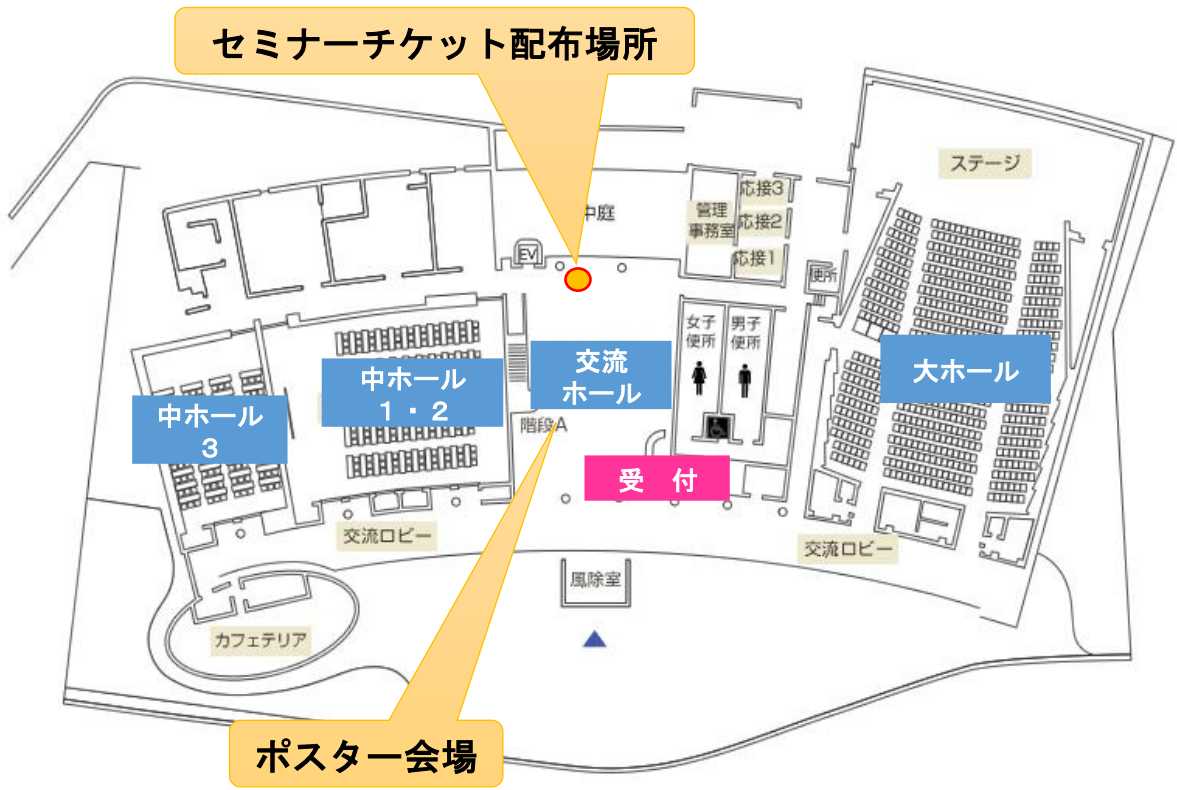 セミナーチケット配布場所
ステージ
応接3
管理
事務室
応接2
中庭
応接1
EV
便所
女子
便所
男子
便所
交流
ホール
大ホール
中ホール
１・２
中ホール
３
階段A
受　付
交流ロビー
交流ロビー
風除室
カフェテリア
ポスター会場